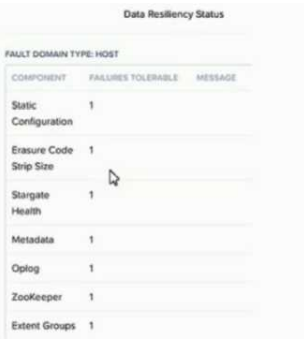 Data Resiliency Status
FAULT DOMAIN TYPE: HOST
COMPONENT FAILURES TOLERABLE MESSAGE
Static 1
Configuration
Erasure Code 1
Strip Size
Stargate 1
Health
Metadata 1
Oplog 1
ZooKeeper 1
Extent Groups 1